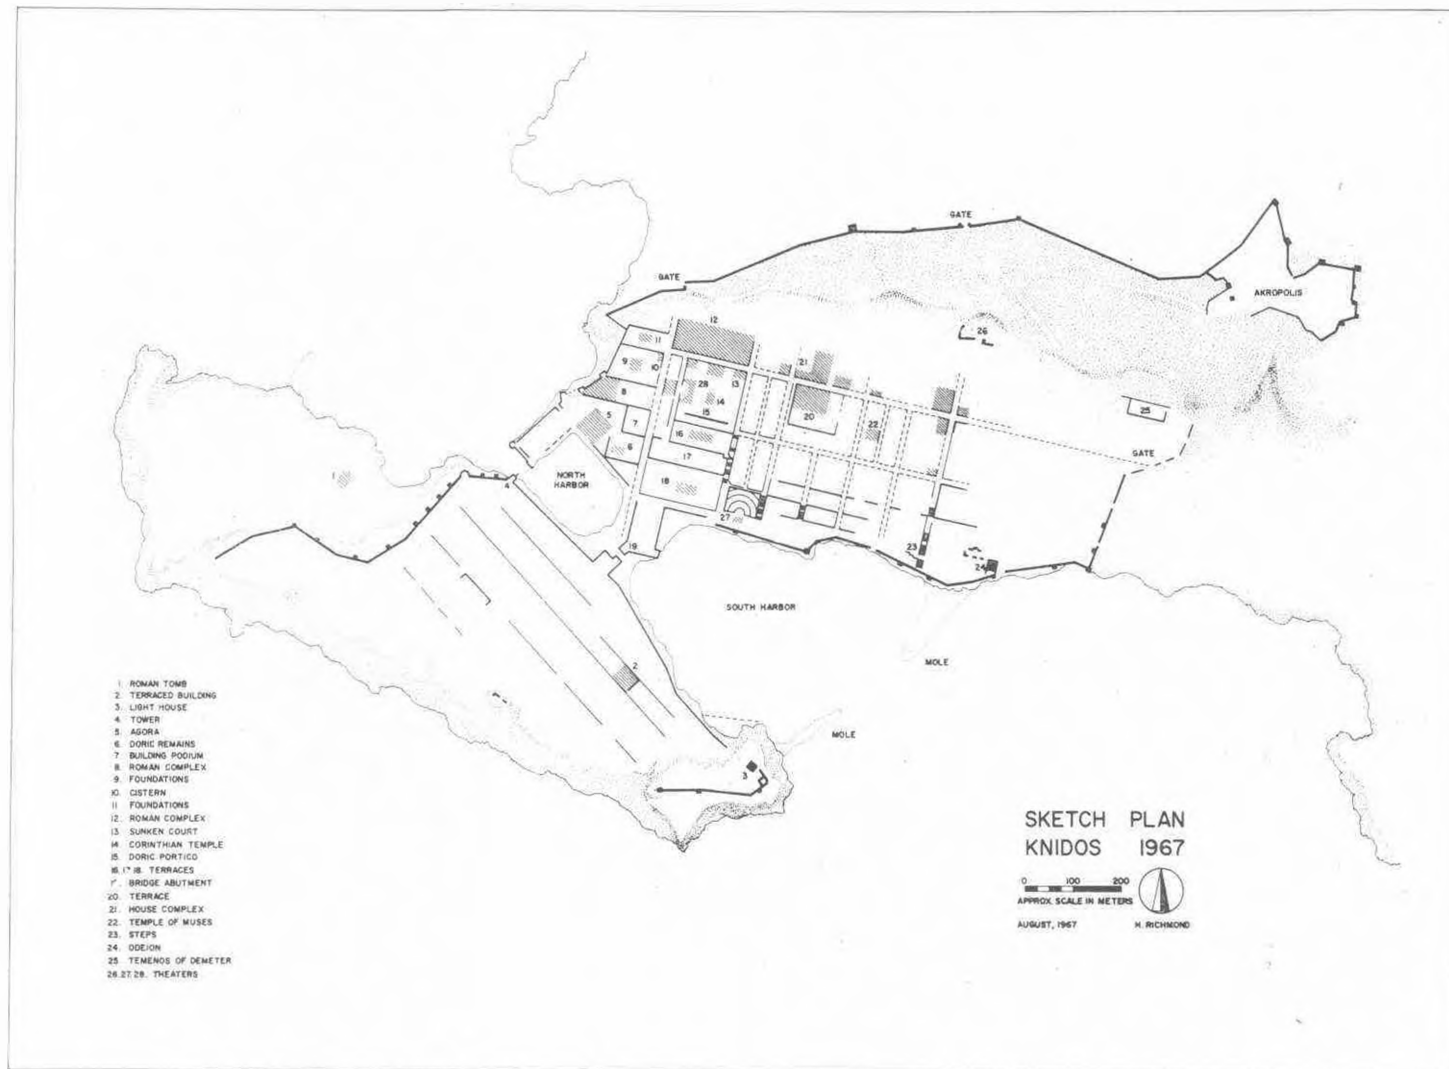 GATE
GATE
AKROPOLIS
12
26
11
21
9
10
28
13
8
14
25
5
15
20
7
22
16
6
17
GATE
1
NORTH
HARBOR
18
4
27
19
23
24
SOUTH HARBOR
MOLE
2
MOLE
3
1. ROMAN TOMB
2. TERRACED BUILDING
3. LIGHT HOUSE
4. TOWER
5. AGORA
6. DORIC REMAINS
7. BUILDING PODIUM
8. ROMAN COMPLEX
9. FOUNDATIONS
10. CISTERN
11. FOUNDATIONS
12. ROMAN COMPLEX
13. SUNKEN COURT
14. CORINTHIAN TEMPLE
15. DORIC PORTICO
16. 17 18. TERRACES
BRIDGE ABUTMENT
20. TERRACE
21. HOUSE COMPLEX
22. TEMPLE OF MUSES
23. STEPS
24. ODEION
25. TEMENOS OF DEMETER
26. 27. 28. THEATERS
SKETCH PLAN
KNIDOS 1967
0 100 200
APPROX. SCALE IN METERS
AUGUST, 1967 H. RICHMOND